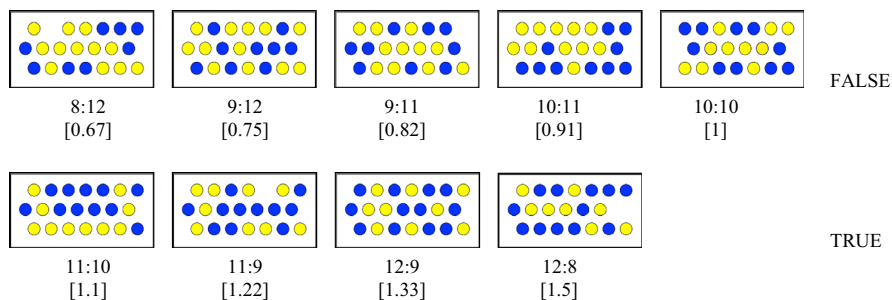 8:12 9:12 9:11 10:11 10:10
[0.67] [0.75] [0.82] [0.91] [1]
FALSE
11:10 11:9 12:9 12:8
[1.1] [1.22] [1.33] [1.5]
TRUE